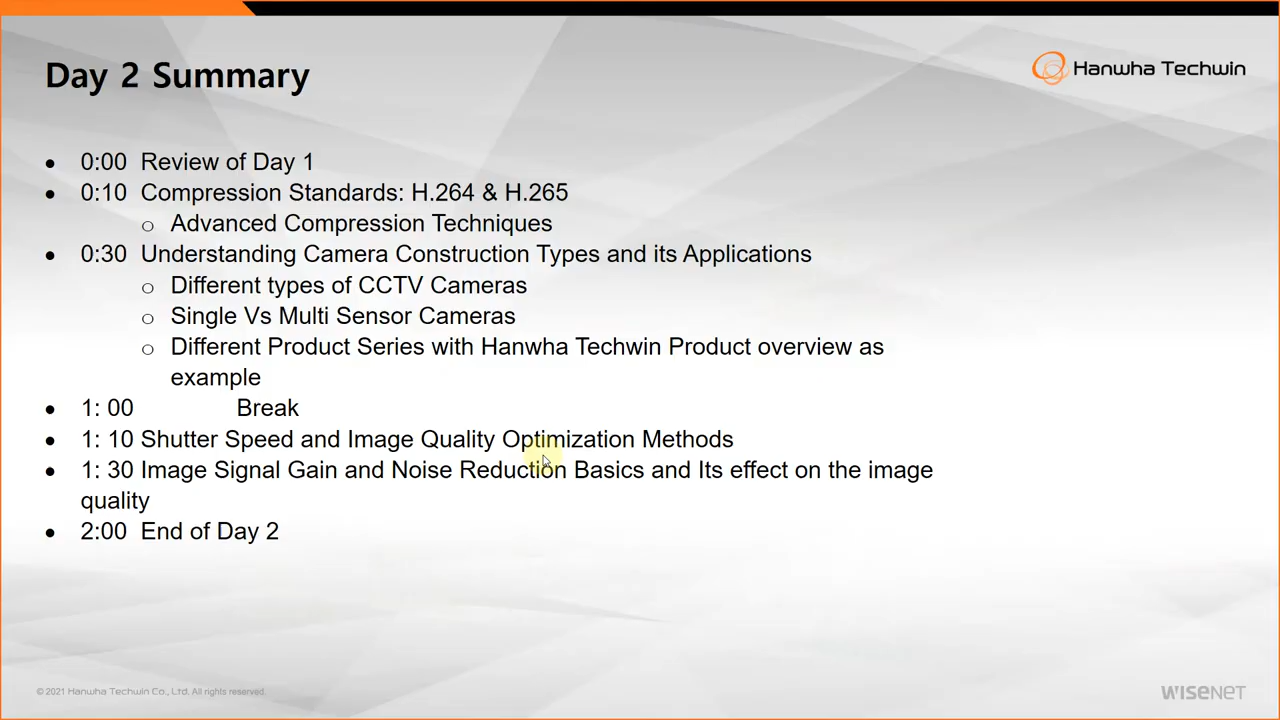 Day 2 Summary
Hanwha Techwin
• 0:00 Review of Day 1
• 0:10 Compression Standards: H.264 & H.265
o Advanced Compression Techniques
• 0:30 Understanding Camera Construction Types and its Applications
o Different types of CCTV Cameras
o Single Vs Multi Sensor Cameras
o Different Product Series with Hanwha Techwin Product overview as
example
• 1: 00 Break
• 1: 10 Shutter Speed and Image Quality Optimization Methods
• 1: 30 Image Signal Gain and Noise Reduction Basics and Its effect on the image
quality
• 2:00 End of Day 2
© 2021 Hanwha Techwin Co., Ltd. All rights reserved.
WISENET